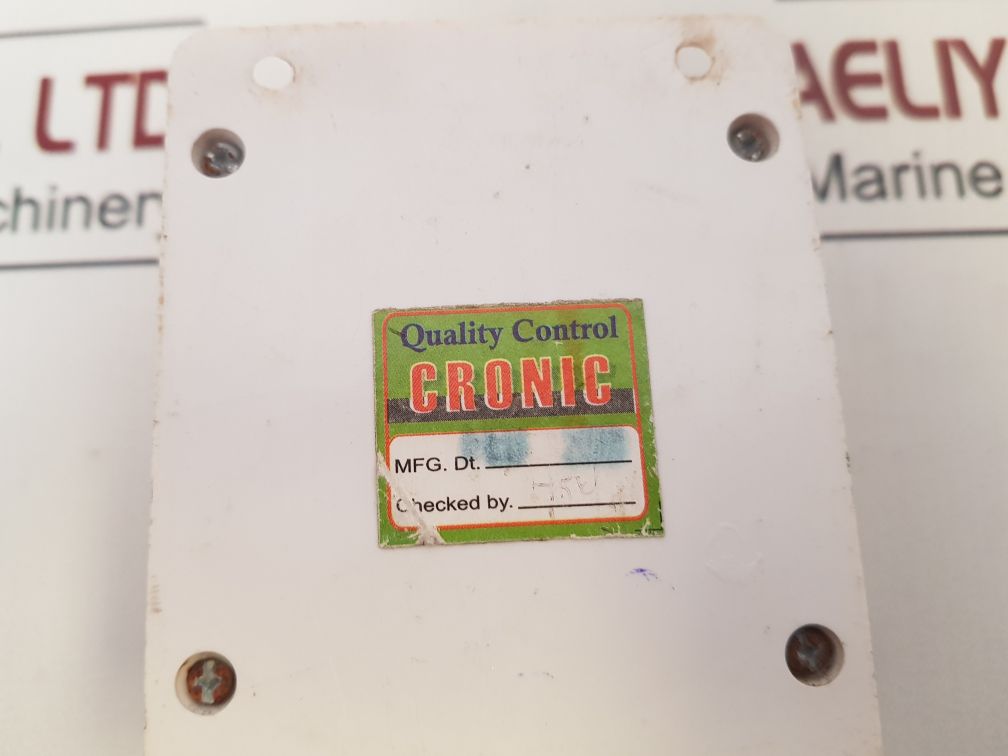 LTD
AELIY
chiner
Marine
Quality Control
CRONIC
MFG. Dt.
Checked by.